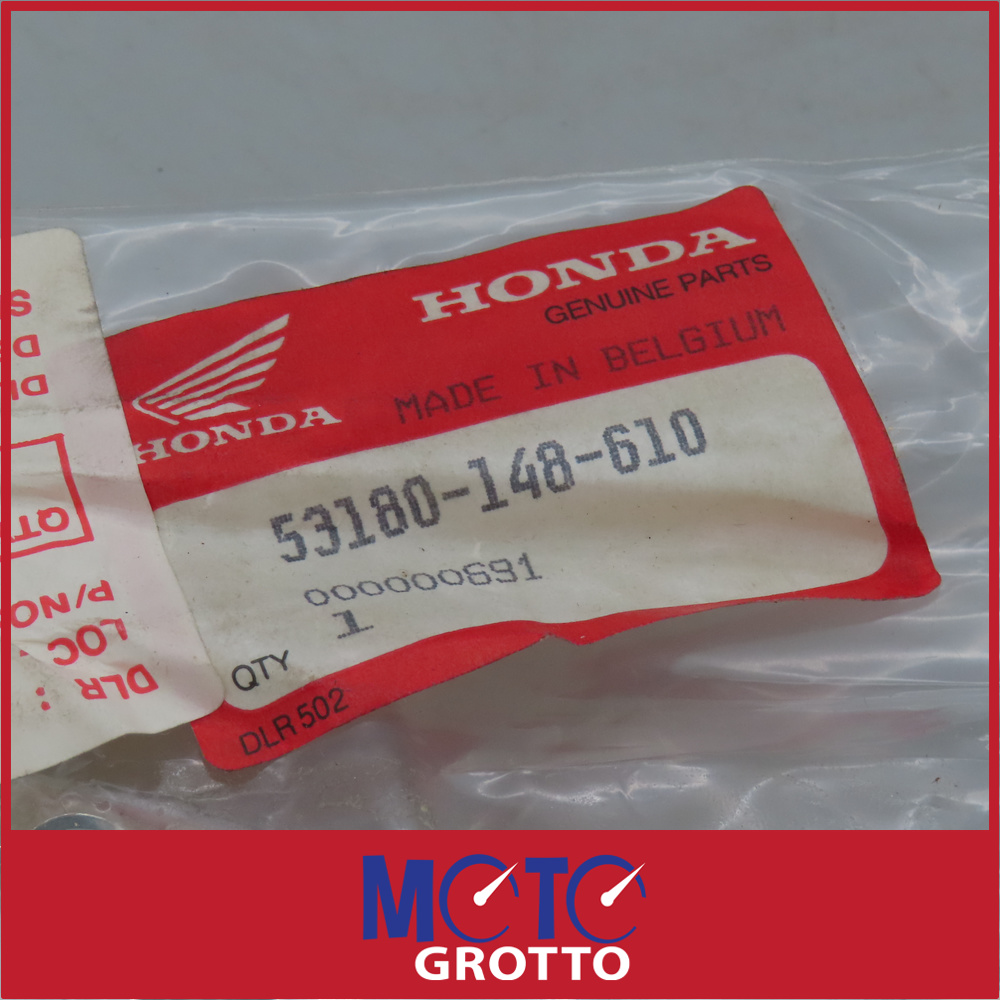 HONDA
GENUINE PARTS
MADE IN BELGIUM
HONDA
53180-148-610
000000691
1
QTY
DLR 502
DLR :
LOC
P/NO
QT
MOTO
GROTTO